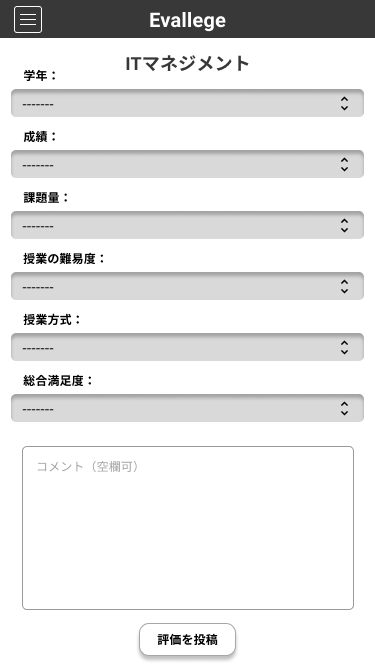 Evallege
ITマネジメント
学年：
-------
成績：
-------
課題量：
-------
授業の難易度：
-------
授業方式：
-------
総合満足度：
-------
コメント（空欄可）
評価を投稿